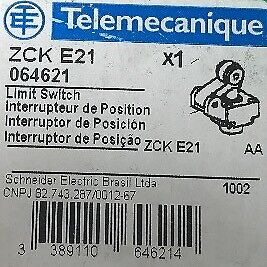 Telemecanique
ZCK E21 X1
064621
Limit Switch
Interrupteur de Position
Interruptor de Posición
Interruptor de Posição ZCK E21 AA
Schneider Electric Brasil Ltda
CNPJ 82.743.287/0012-67
1002
3 389110 646214